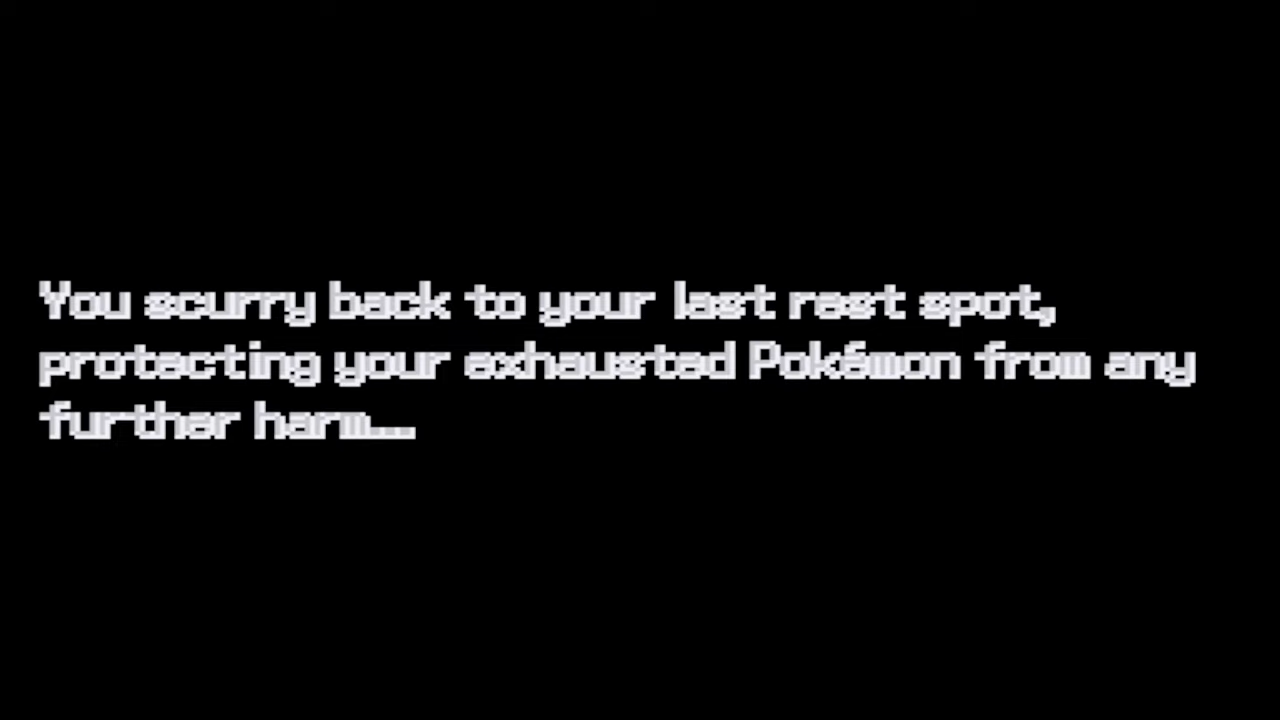 You scurry back to your last rest spot,
protecting your exhausted Pokémon from any
further harm...